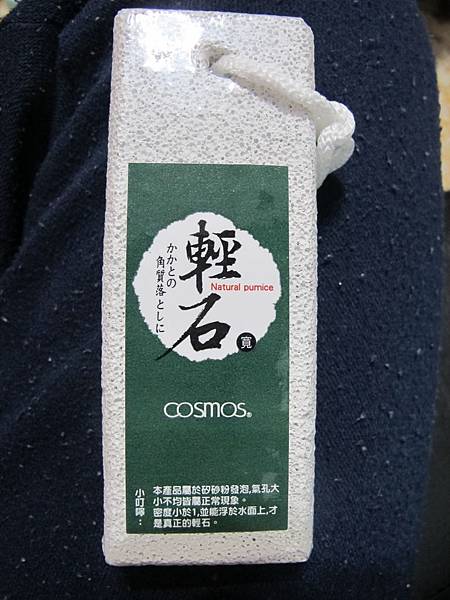 輕石
Natural pumice
かかとの
角質落としに
寬
COSMOS®
小叮嚀：
本產品屬於矽砂粉發泡,氣孔大
小不均皆屬正常現象。
密度小於1,並能浮於水面上,才
是真正的輕石。